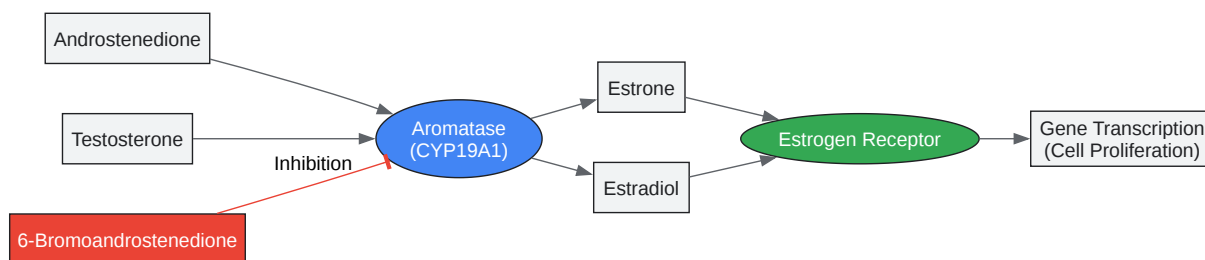 Androstenedione
Testosterone
Inhibition
6-Bromoandrostenedione
Aromatase
(CYP19A1)
Estrone
Estradiol
Estrogen Receptor
Gene Transcription
(Cell Proliferation)